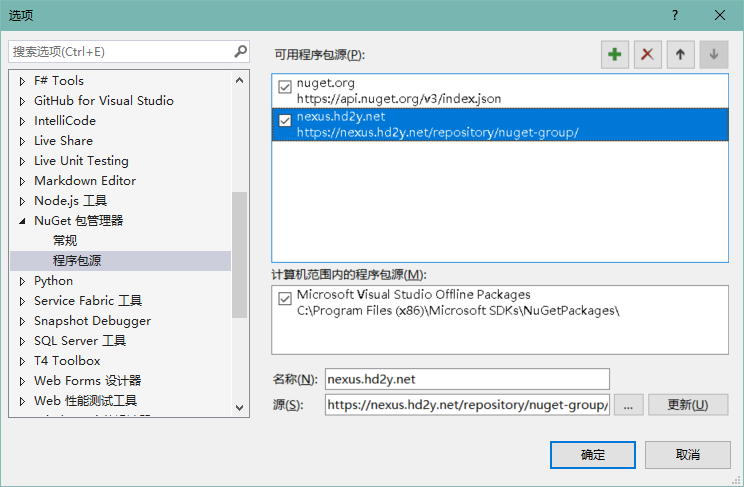 选项
搜索选项(Ctrl+E)
F# Tools
GitHub for Visual Studio
IntelliCode
Live Share
Live Unit Testing
Markdown Editor
Node.js 工具
NuGet 包管理器
常规
程序包源
Python
Service Fabric 工具
Snapshot Debugger
SQL Server 工具
T4 Toolbox
Web Forms 设计器
Web 性能测试工具
可用程序包源(P):
nuget.org
https://api.nuget.org/v3/index.json
nexus.hd2y.net
https://nexus.hd2y.net/repository/nuget-group/
计算机范围内的程序包源(M):
Microsoft Visual Studio Offline Packages
C:\Program Files (x86)\Microsoft SDKs\NuGetPackages\
名称(N):
nexus.hd2y.net
源(S):
https://nexus.hd2y.net/repository/nuget-group/
...
更新(U)
确定
取消